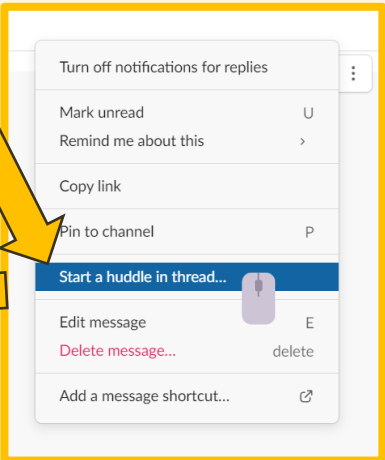 Turn off notifications for replies
Mark unread U
Remind me about this
Copy link
Pin to channel P
Start a huddle in thread...
Edit message E
Delete message... delete
Add a message shortcut...